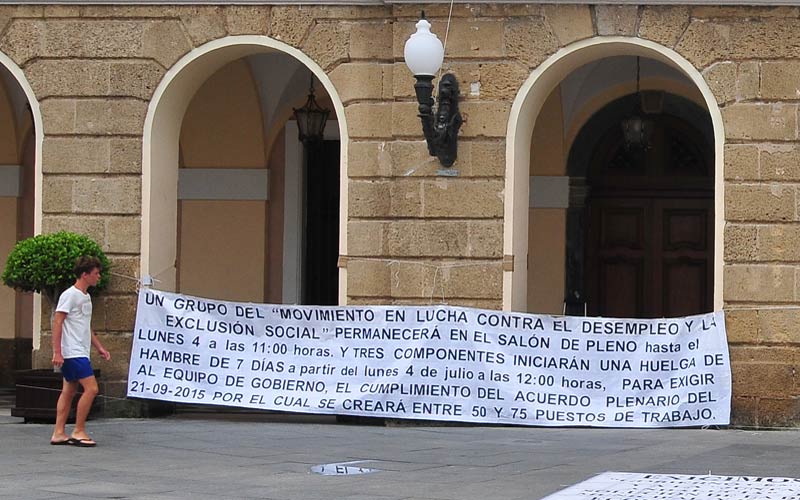 UN GRUPO DEL "MOVIMIENTO EN LUCHA CONTRA EL DESEMPLEO Y LA
EXCLUSIÓN SOCIAL" PERMANECERÁ EN EL SALÓN DE PLENO hasta el
LUNES 4 a las 11:00 horas. Y TRES COMPONENTES INICIARÁN UNA HUELGA DE
HAMBRE DE 7 DÍAS a partir del lunes 4 de julio a las 12:00 horas, PARA EXIGIR
AL EQUIPO DE GOBIERNO, EL CUMPLIMIENTO DEL ACUERDO PLENARIO DEL
21-09-2015 POR EL CUAL SE CREARÁ ENTRE 50 Y 75 PUESTOS DE TRABAJO.